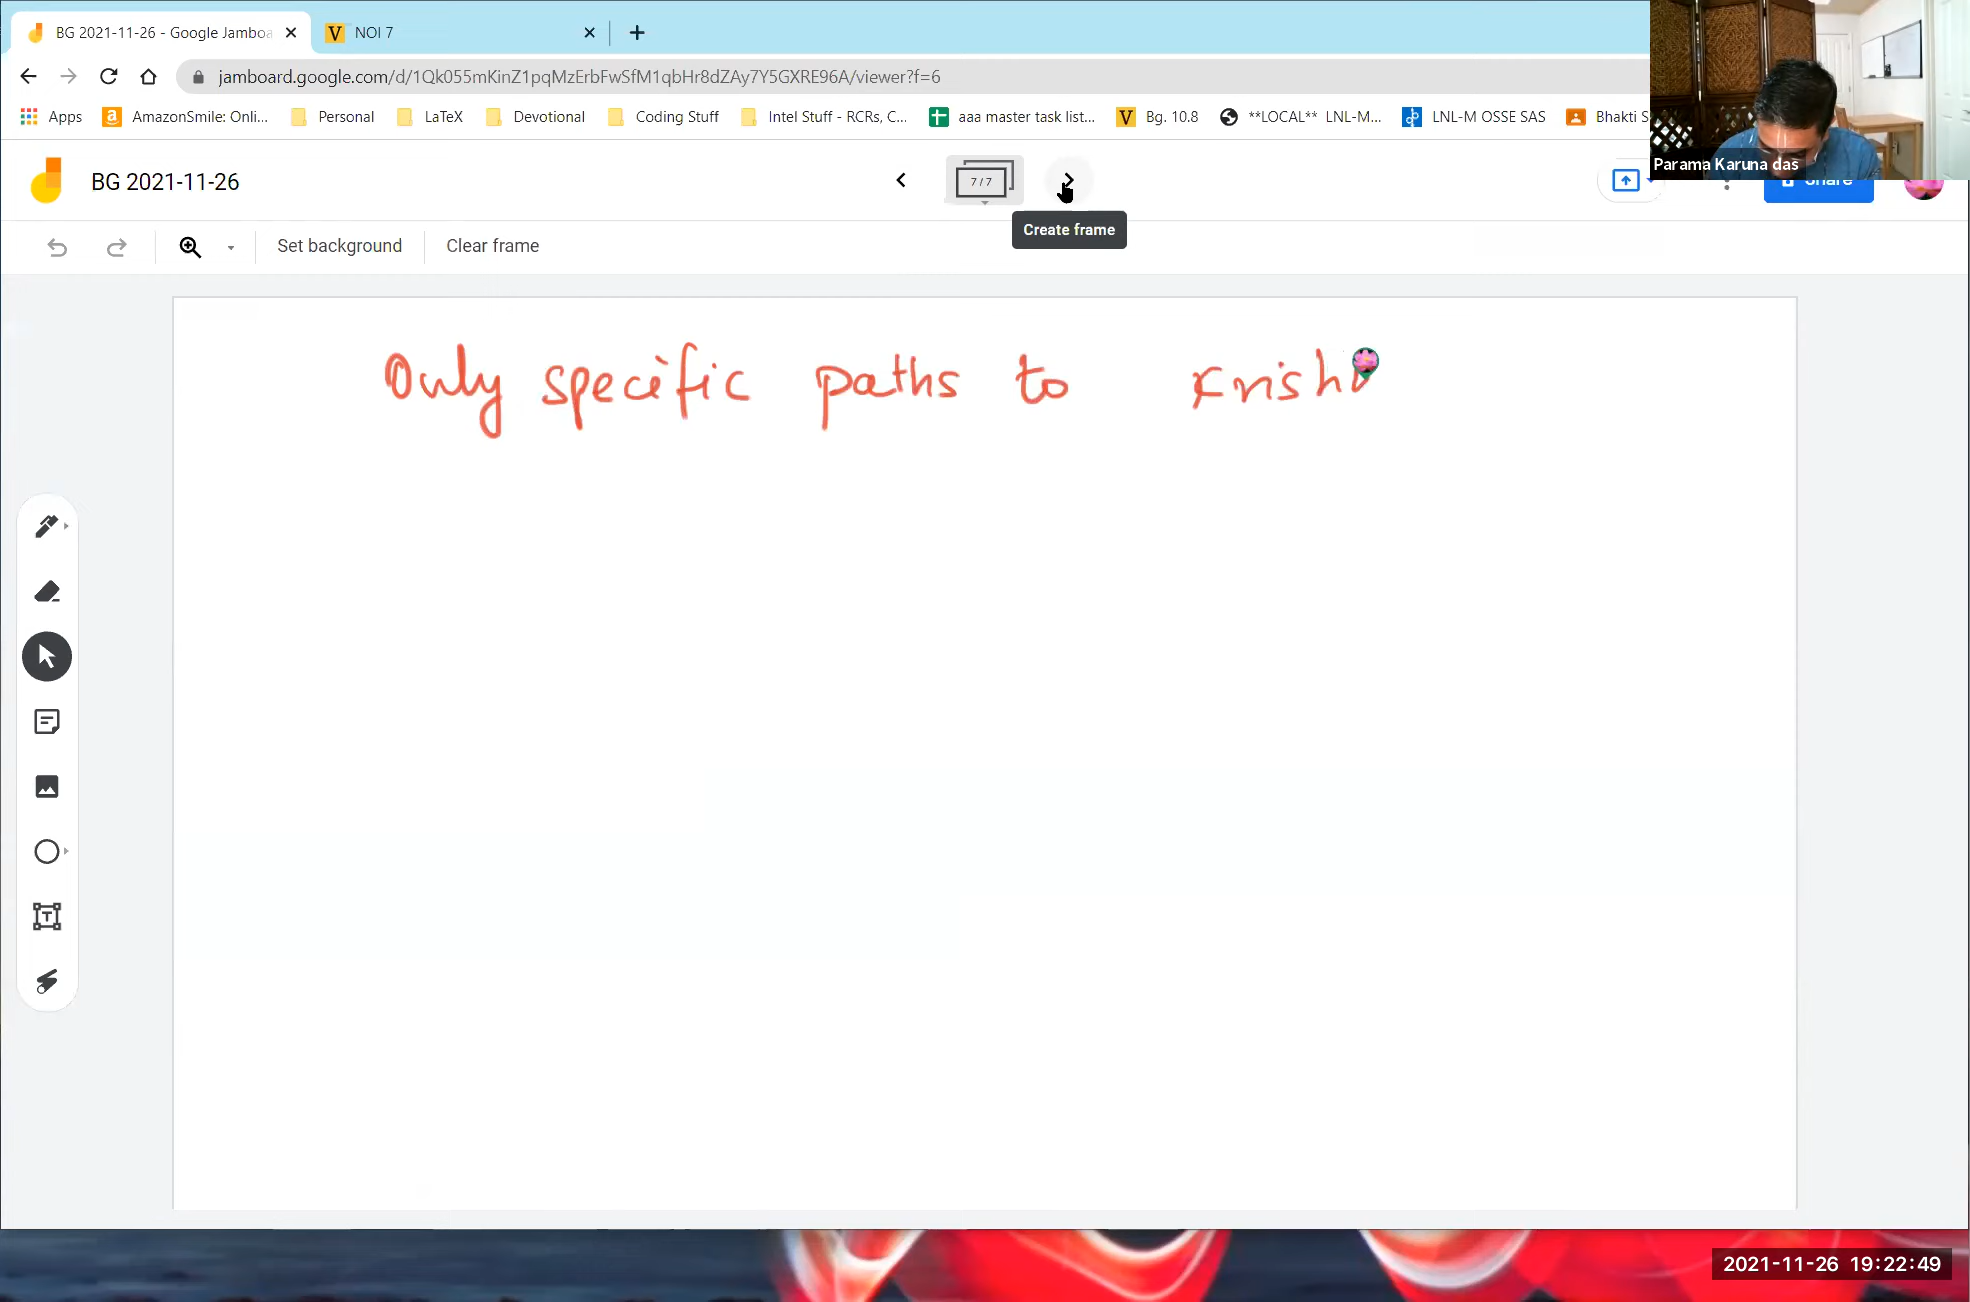 BG 2021-11-26 - Google Jamboa
NOI 7
jamboard.google.com/d/1Qk055mKinZ1pqMzErbFwSfM1qbHr8dZAy7Y5GXRE96A/viewer?f=6
Apps AmazonSmile: Onli... Personal LaTeX Devotional Coding Stuff Intel Stuff - RCRs, C... aaa master task list... Bg. 10.8 **LOCAL** LNL-M... LNL-M OSSE SAS Bhakti S
Parama Karuna das
BG 2021-11-26
7/7
Share
Create frame
Set background Clear frame
Only specific paths to Krish
2021-11-26 19:22:49